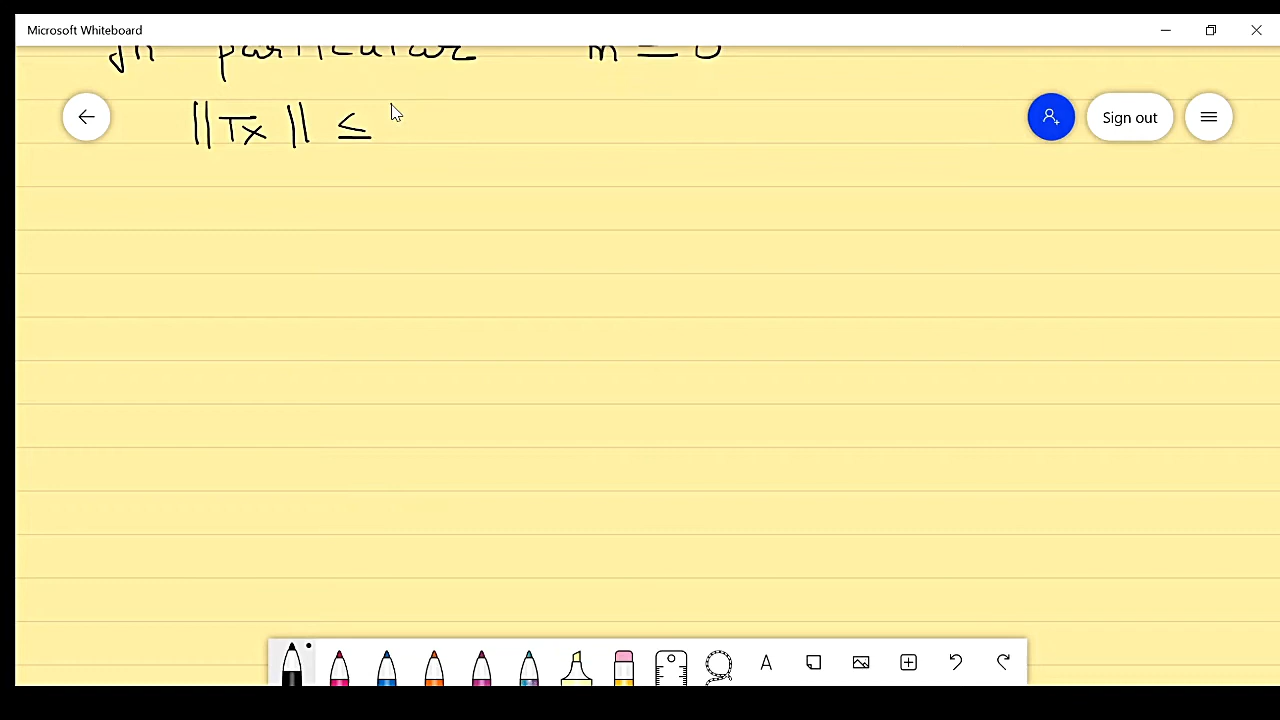 Microsoft Whiteboard
In particular m = 0
||Tx|| ≤
Sign out
A